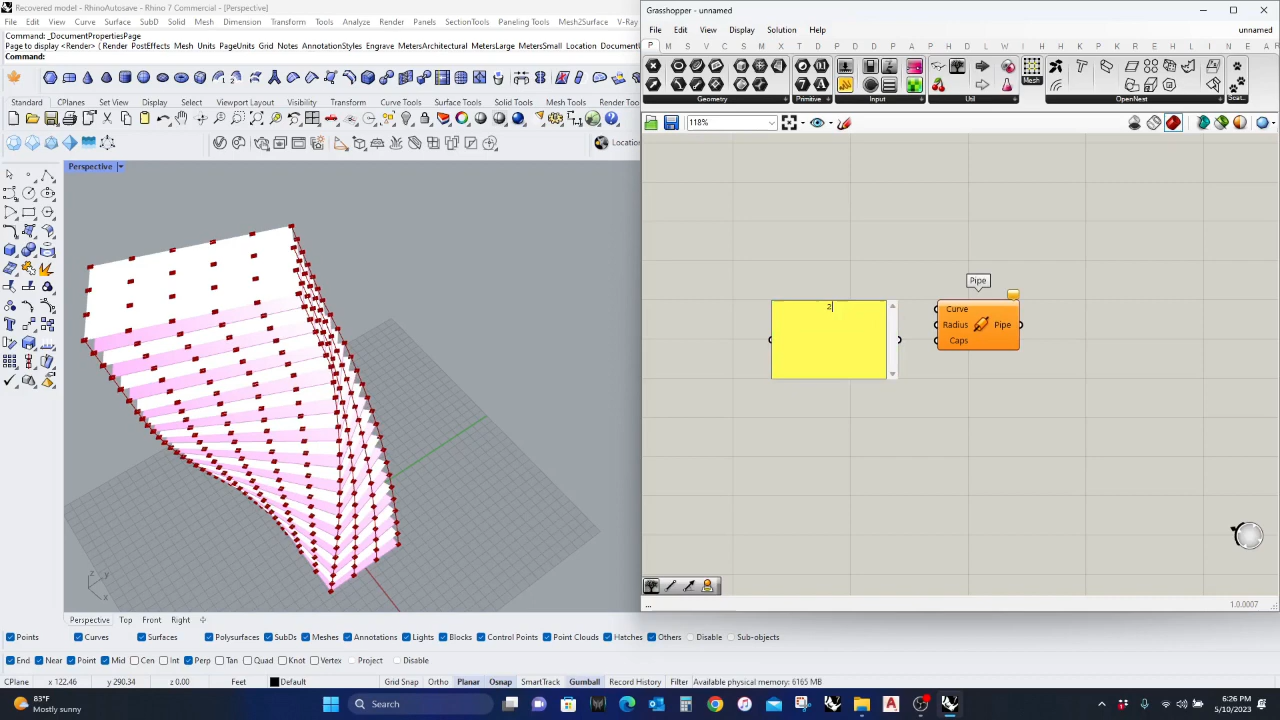 Recovered model - RhinoAutosave - Rhino 7 Commercial - [Perspective]
File Edit View Curve Surface SubD Solid Mesh Dimension Transform Tools Analyze Render Panels SectionTools Paneling Tools Mesh2Surface V-Ray
Command: _DocumentPropertiesPage
Page to display <Render> ( Render PostEffects Mesh Units PageUnits Grid Notes AnnotationStyles Engrave MetersArchitectural MetersLarge MetersSmall Location
Command:
Standard CPlanes Set View Display Select Viewport Layout Visibility Transform Curve Tools Surface Tools Solid Tools Mesh Tools Render Too
Perspective
z
y
x
Perspective Top Front Right
Points Curves Surfaces Polysurfaces SubDs Meshes Annotations Lights Blocks Control Points Point Clouds Hatches Others Disable Sub-objects
End Near Point Mid Cen Int Perp Tan Quad Knot Vertex Project Disable
CPlane x 122.46 y 290.34 z 0.00 Feet Default Grid Snap Ortho Planar Osnap SmartTrack Gumball Record History Filter Available physical memory: 6165 MB
Grasshopper - unnamed
File Edit View Display Solution Help unnamed
Mesh
Geometry Primitive Input Util OpenNest
118%
Pipe
2
Curve
Radius Pipe
Caps
...
1.0.0007
83°F
Mostly sunny
Search
6:26 PM
5/10/2023